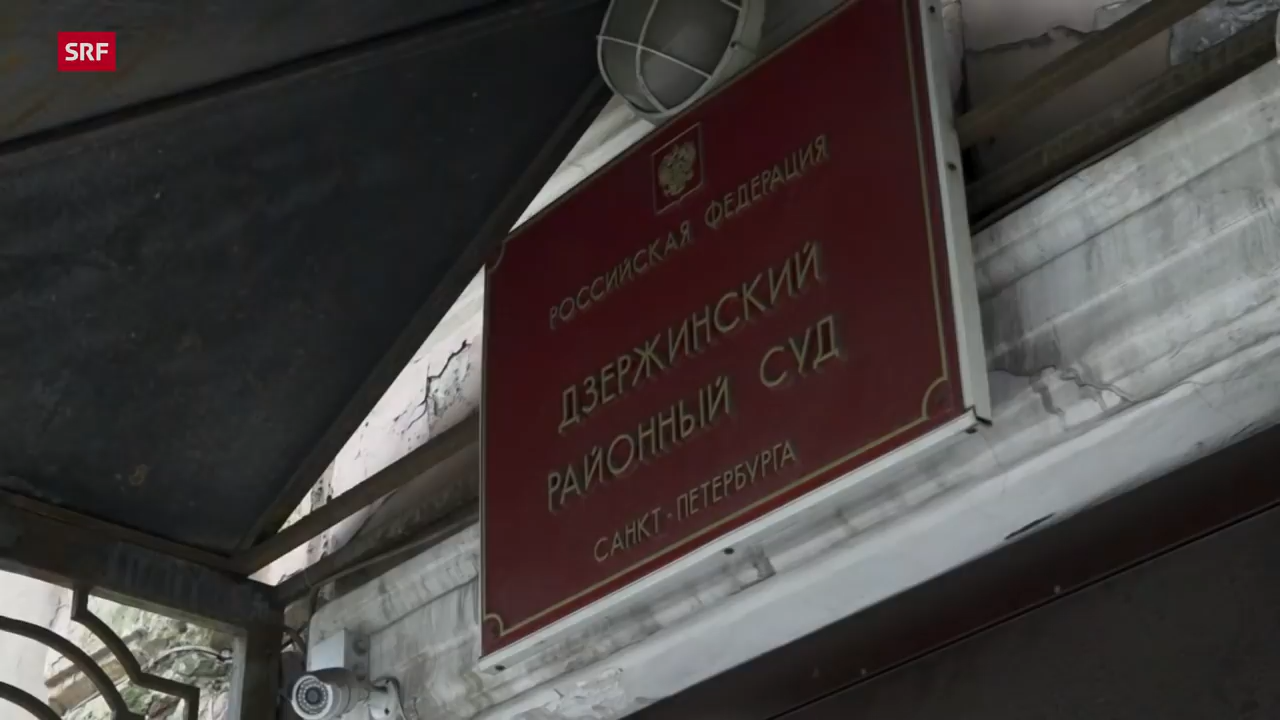 SRF
РОССИЙСКАЯ ФЕДЕРАЦИЯ
ДЗЕРЖИНСКИЙ
РАЙОННЫЙ СУД
САНКТ-ПЕТЕРБУРГА